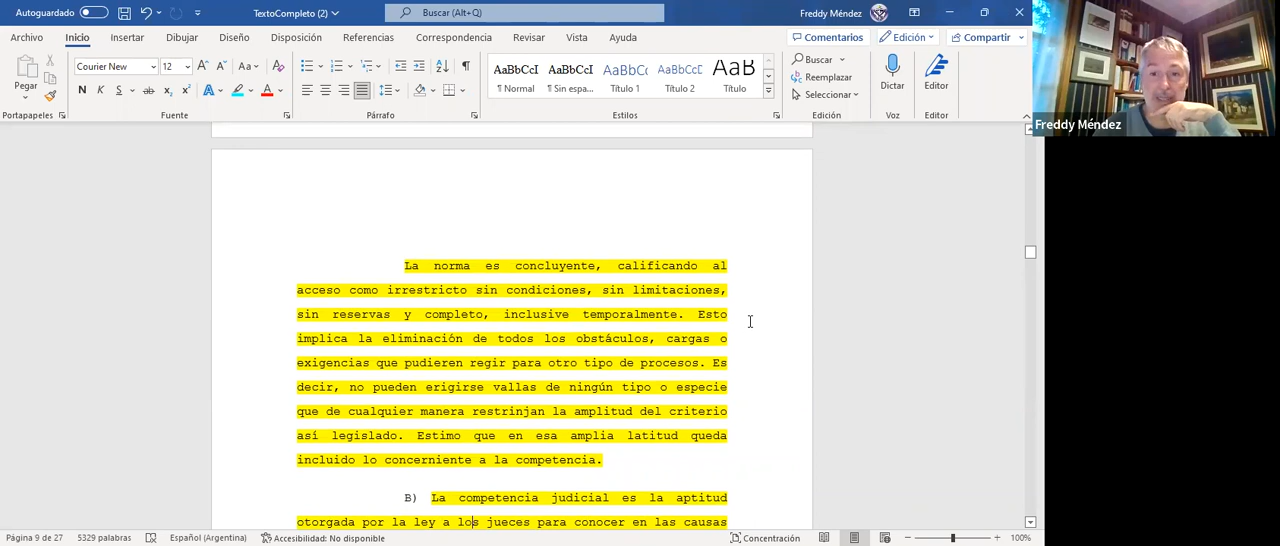 Autoguardado
TextoCompleto (2)
Buscar (Alt+Q)
Freddy Méndez
Archivo Inicio Insertar Dibujar Diseño Disposición Referencias Correspondencia Revisar Vista Ayuda
Comentarios Edición Compartir
Pegar
Courier New 12 Aa
N K S ab x₂ x² A A
AaBbCcI AaBbCcI AaBbCc AaBbCcI AaB
¶ Normal ¶ Sin espa... Título 1 Título 2 Título
Buscar
Reemplazar
Seleccionar
Dictar
Editor
Portapapeles Fuente Párrafo Estilos Edición Voz Editor
Freddy Méndez
La norma es concluyente, calificando al
acceso como irrestricto sin condiciones, sin limitaciones,
sin reservas y completo, inclusive temporalmente. Esto
implica la eliminación de todos los obstáculos, cargas o
exigencias que pudieren regir para otro tipo de procesos. Es
decir, no pueden erigirse vallas de ningún tipo o especie
que de cualquier manera restrinjan la amplitud del criterio
así legislado. Estimo que en esa amplia latitud queda
incluido lo concerniente a la competencia.
B) La competencia judicial es la aptitud
otorgada por la ley a los jueces para conocer en las causas
Página 9 de 27 5329 palabras Español (Argentina) Accesibilidad: No disponible Concentración 100%